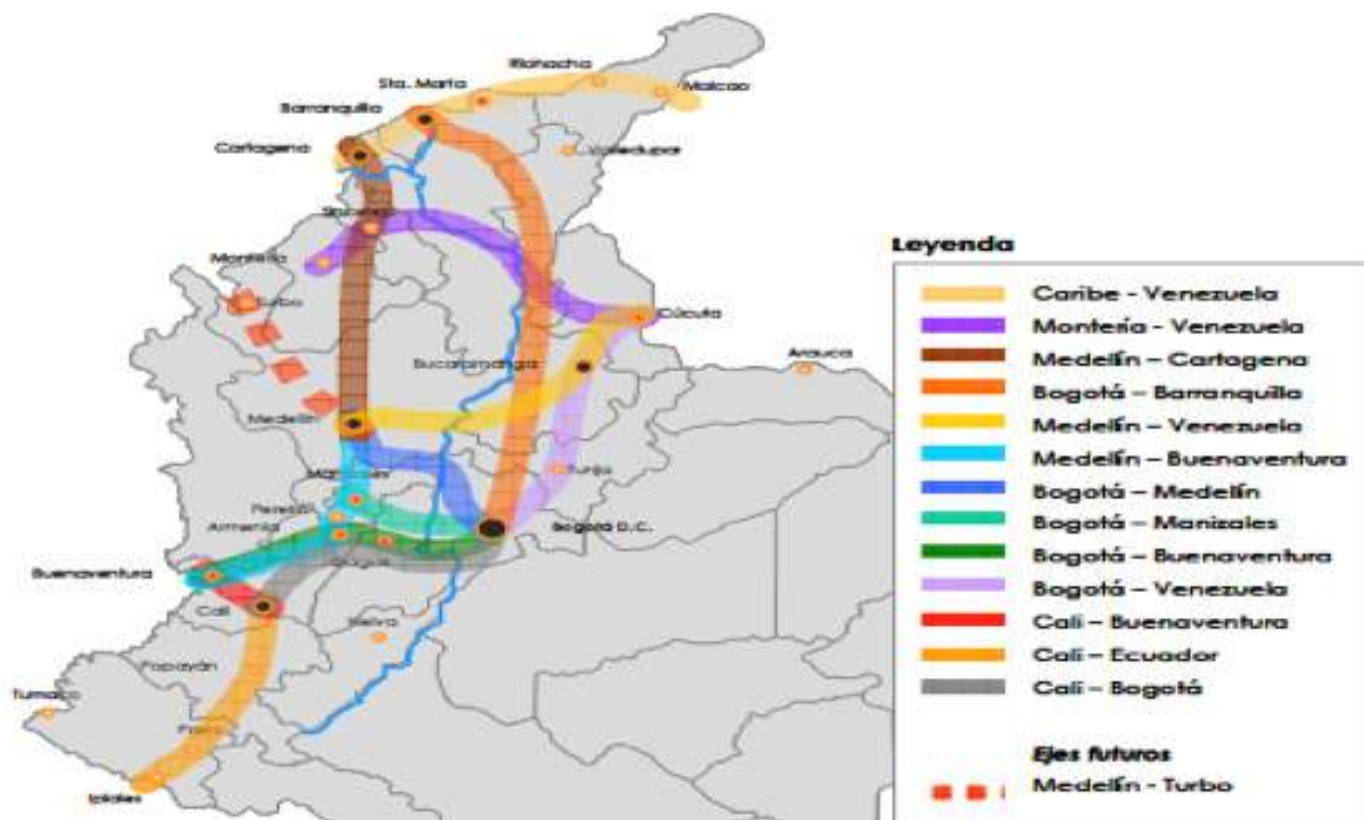 Riohacha
Sta. Marta
Maicao
Barranquilla
Cartagena
Valledupar
Montería
Turbo
Cúcuta
Bucaramanga
Arauca
Medellín
Tunja
Pereira
Armenia
Bogotá D.C.
Buenaventura
Cali
Neiva
Popayán
Tumaco
Pasto
Ipiales
Leyenda
Caribe - Venezuela
Montería - Venezuela
Medellín – Cartagena
Bogotá – Barranquilla
Medellín – Venezuela
Medellín – Buenaventura
Bogotá – Medellín
Bogotá – Manizales
Bogotá – Buenaventura
Bogotá – Venezuela
Cali – Buenaventura
Cali – Ecuador
Cali – Bogotá
Ejes futuros
Medellín - Turbo